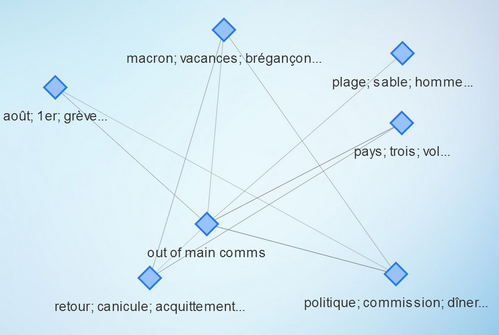 macron; vacances; brégançon...
plage; sable; homme...
août; 1er; grève...
pays; trois; vol...
out of main comms
retour; canicule; acquittement...
politique; commission; dîner...